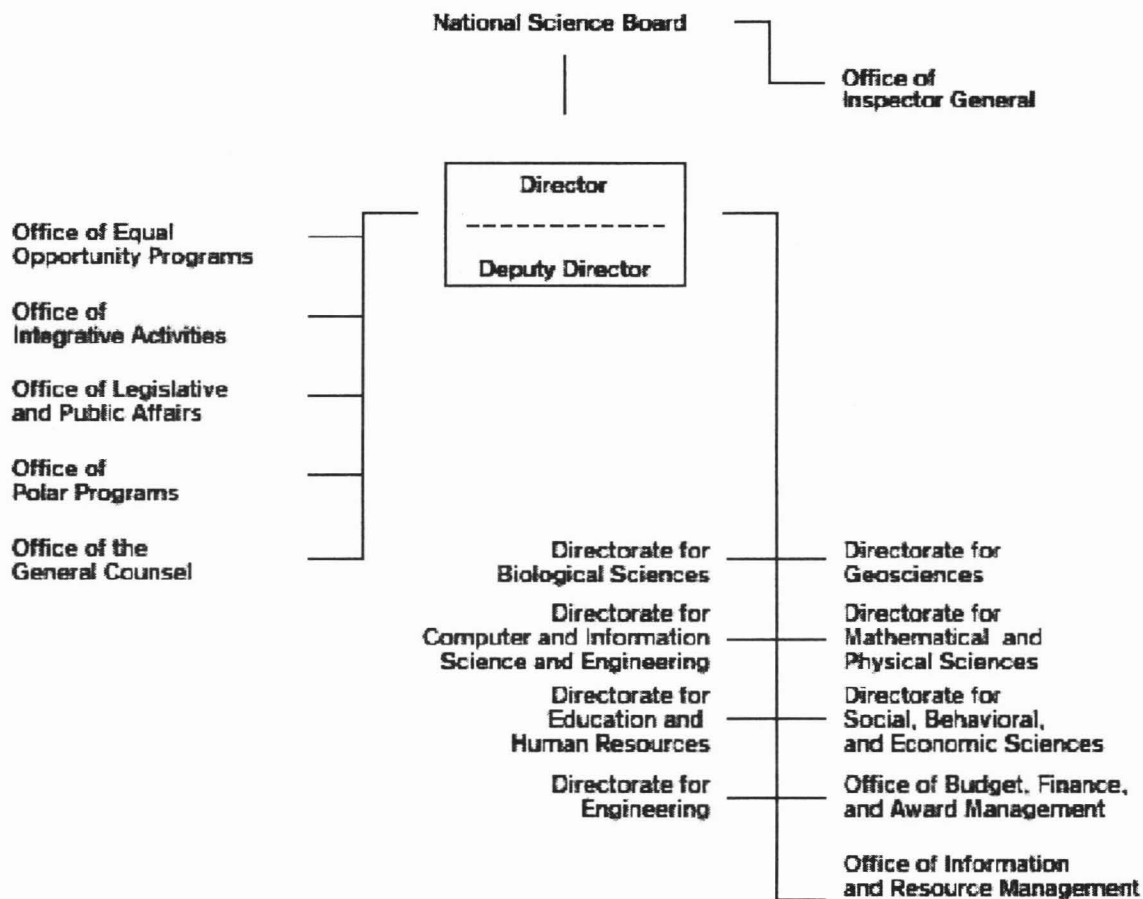 National Science Board
Office of
Inspector General
Director
Deputy Director
Office of Equal
Opportunity Programs
Office of
Integrative Activities
Office of Legislative
and Public Affairs
Office of
Polar Programs
Office of the
General Counsel
Directorate for
Biological Sciences
Directorate for
Computer and Information
Science and Engineering
Directorate for
Education and
Human Resources
Directorate for
Engineering
Directorate for
Geosciences
Directorate for
Mathematical and
Physical Sciences
Directorate for
Social, Behavioral,
and Economic Sciences
Office of Budget, Finance,
and Award Management
Office of Information
and Resource Management